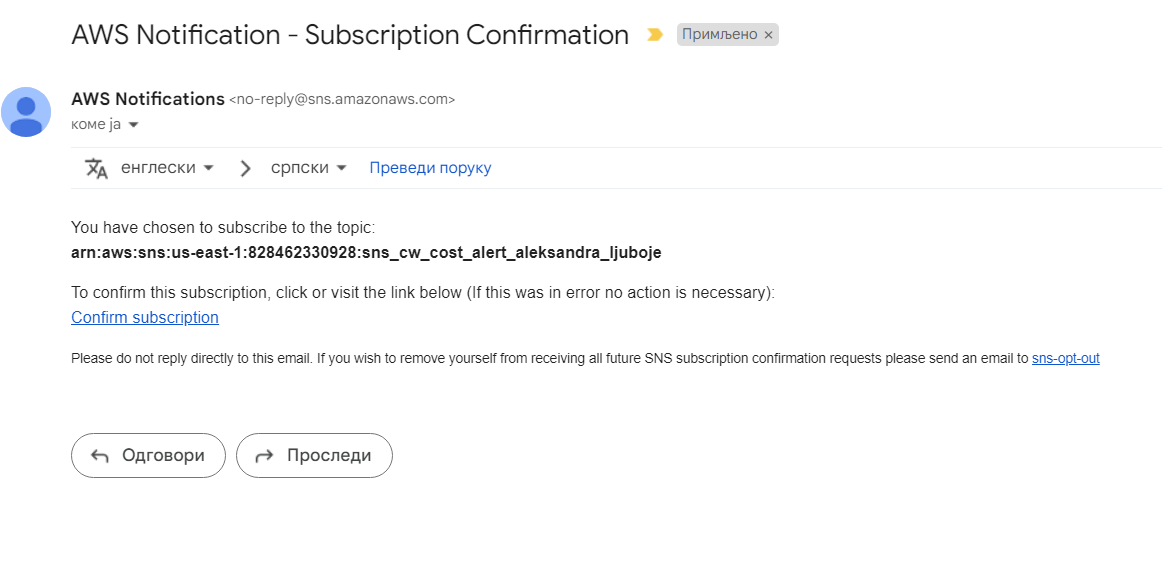 AWS Notification - Subscription Confirmation Примљено ×
AWS Notifications <no-reply@sns.amazonaws.com>
коме ја
енглески српски Преведи поруку
You have chosen to subscribe to the topic:
arn:aws:sns:us-east-1:828462330928:sns_cw_cost_alert_aleksandra_ljuboje
To confirm this subscription, click or visit the link below (If this was in error no action is necessary):
Confirm subscription
Please do not reply directly to this email. If you wish to remove yourself from receiving all future SNS subscription confirmation requests please send an email to sns-opt-out
Одговори Проследи